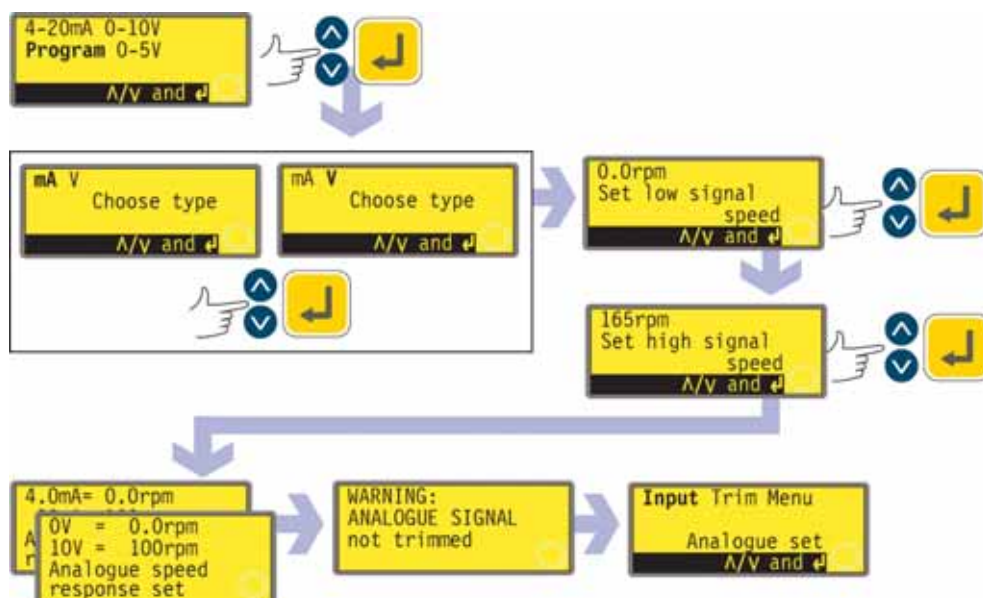 4-20mA 0-10V
Program 0-5V
∧/∨ and ↵
mA V
Choose type
∧/∨ and ↵
mA V
Choose type
∧/∨ and ↵
0.0rpm
Set low signal
speed
∧/∨ and ↵
165rpm
Set high signal
speed
∧/∨ and ↵
4.0mA= 0.0rpm
0V = 0.0rpm
10V = 100rpm
Analogue speed
response set
WARNING:
ANALOGUE SIGNAL
not trimmed
Input Trim Menu
Analogue set
∧/∨ and ↵